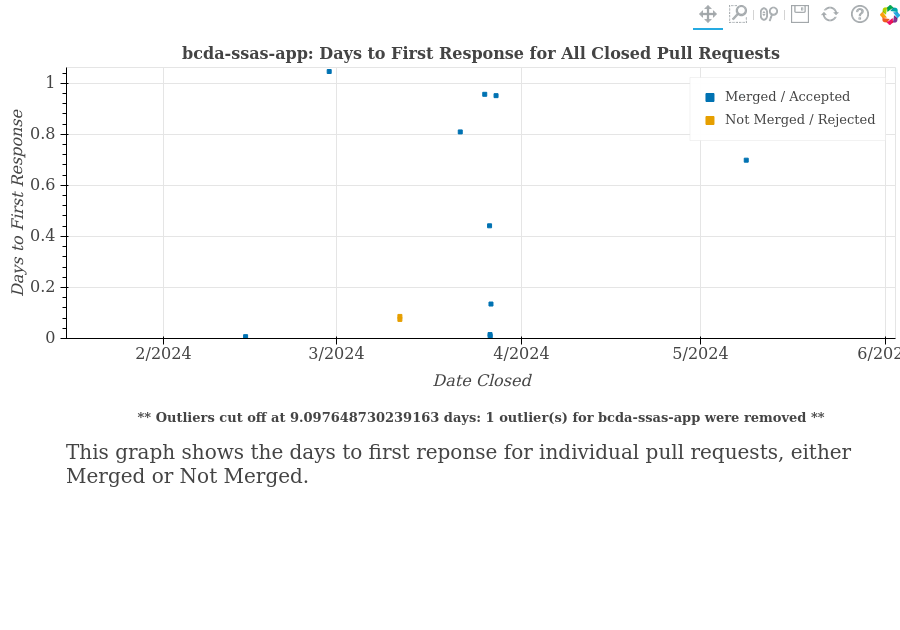 bcda-ssas-app: Days to First Response for All Closed Pull Requests
Days to First Response
1
0.8
0.6
0.4
0.2
0
Merged / Accepted
Not Merged / Rejected
2/2024
3/2024
4/2024
5/2024
6/202
Date Closed
** Outliers cut off at 9.097648730239163 days: 1 outlier(s) for bcda-ssas-app were removed **
This graph shows the days to first reponse for individual pull requests, either
Merged or Not Merged.